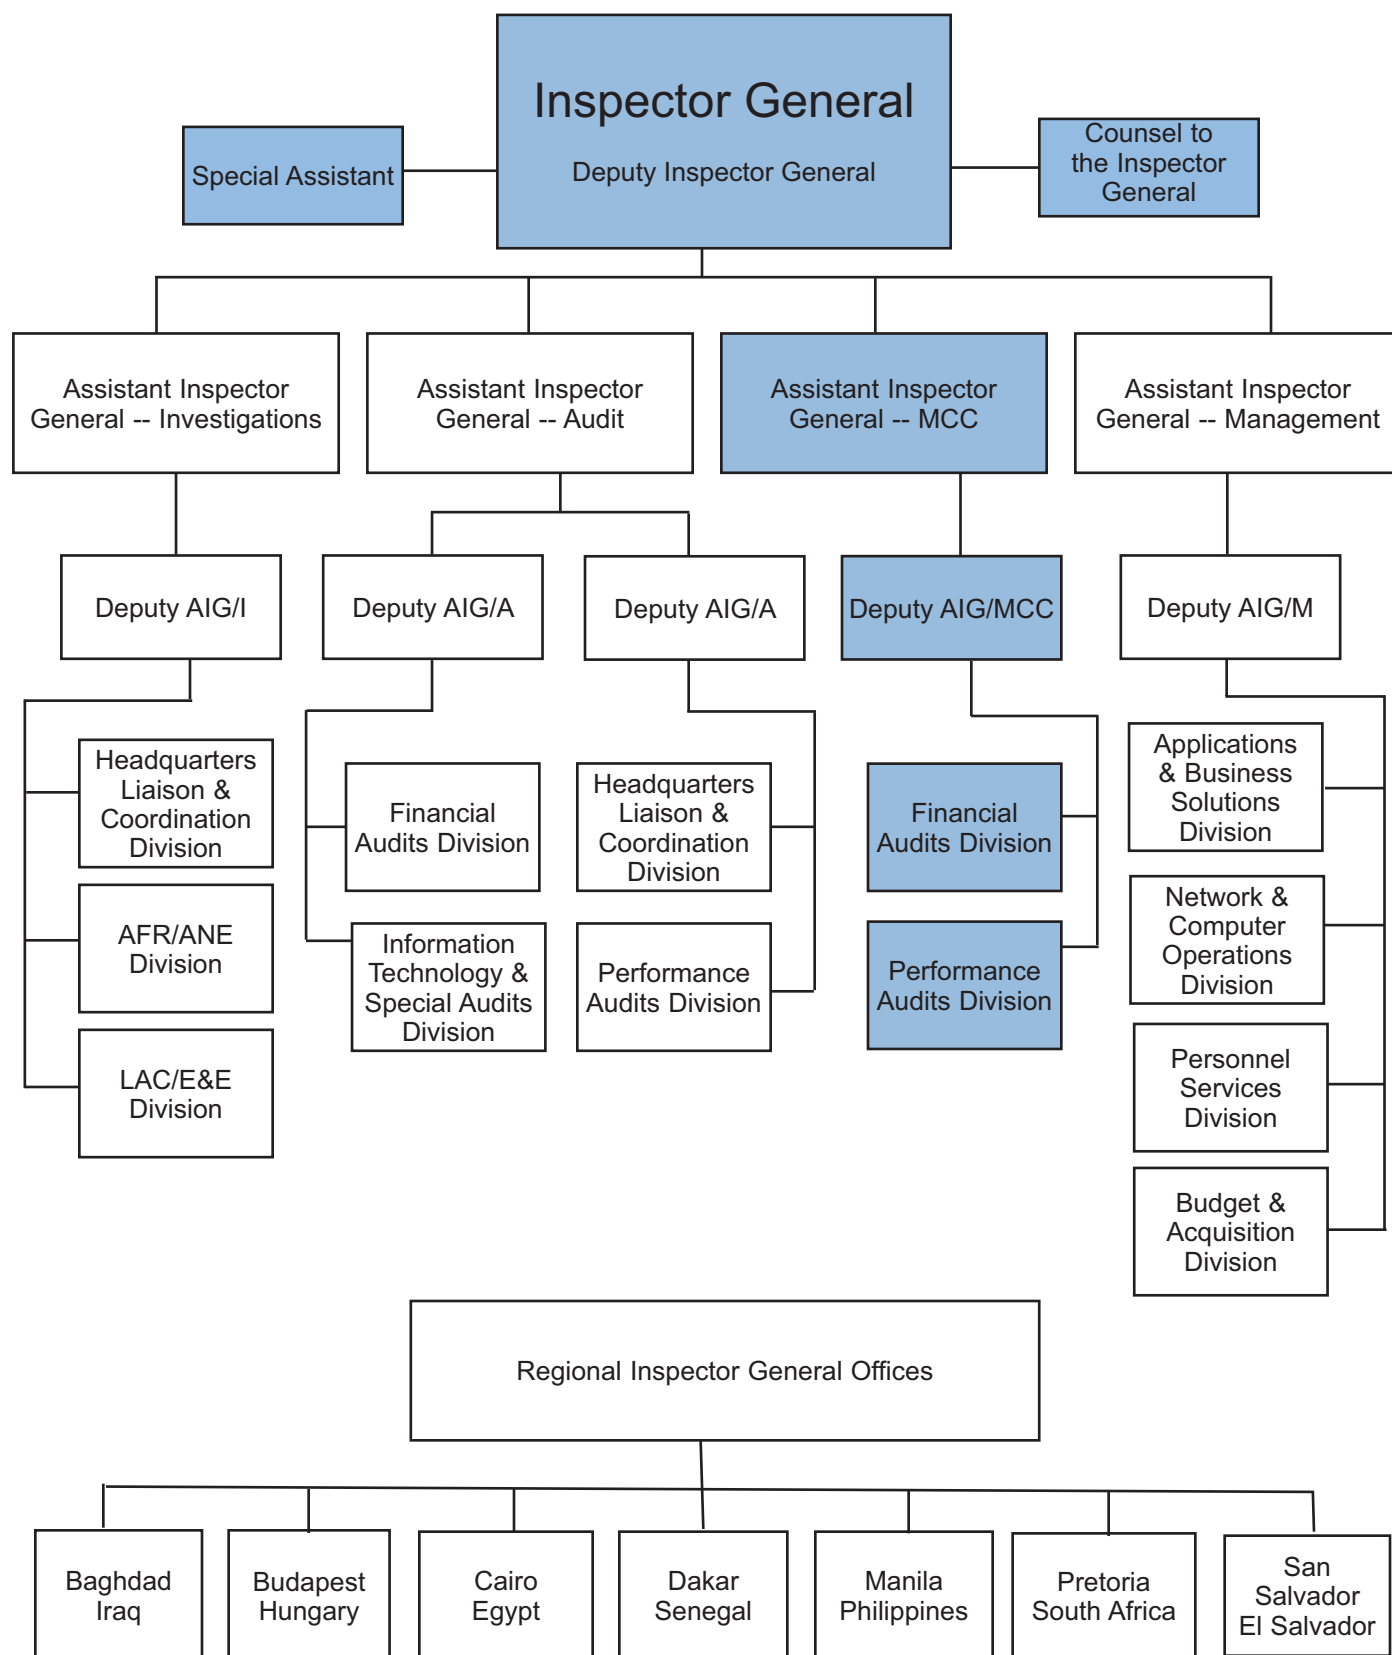 Inspector General
Deputy Inspector General
Special Assistant
Counsel to
the Inspector
General
Assistant Inspector
General -- Investigations
Assistant Inspector
General -- Audit
Assistant Inspector
General -- MCC
Assistant Inspector
General -- Management
Deputy AIG/I
Deputy AIG/A
Deputy AIG/A
Deputy AIG/MCC
Deputy AIG/M
Headquarters
Liaison &
Coordination
Division
AFR/ANE
Division
LAC/E&E
Division
Financial
Audits Division
Information
Technology &
Special Audits
Division
Headquarters
Liaison &
Coordination
Division
Performance
Audits Division
Financial
Audits Division
Performance
Audits Division
Applications
& Business
Solutions
Division
Network &
Computer
Operations
Division
Personnel
Services
Division
Budget &
Acquisition
Division
Regional Inspector General Offices
Baghdad
Iraq
Budapest
Hungary
Cairo
Egypt
Dakar
Senegal
Manila
Philippines
Pretoria
South Africa
San
Salvador
El Salvador